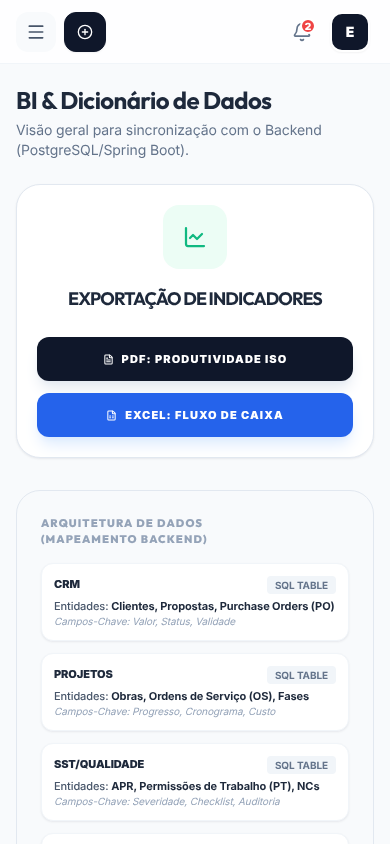 2
E
BI & Dicionário de Dados
Visão geral para sincronização com o Backend
(PostgreSQL/Spring Boot).
EXPORTAÇÃO DE INDICADORES
PDF: PRODUTIVIDADE ISO
EXCEL: FLUXO DE CAIXA
ARQUITETURA DE DADOS
(MAPEAMENTO BACKEND)
CRM SQL TABLE
Entidades: Clientes, Propostas, Purchase Orders (PO)
Campos-Chave: Valor, Status, Validade
PROJETOS SQL TABLE
Entidades: Obras, Ordens de Serviço (OS), Fases
Campos-Chave: Progresso, Cronograma, Custo
SST/QUALIDADE SQL TABLE
Entidades: APR, Permissões de Trabalho (PT), NCs
Campos-Chave: Severidade, Checklist, Auditoria